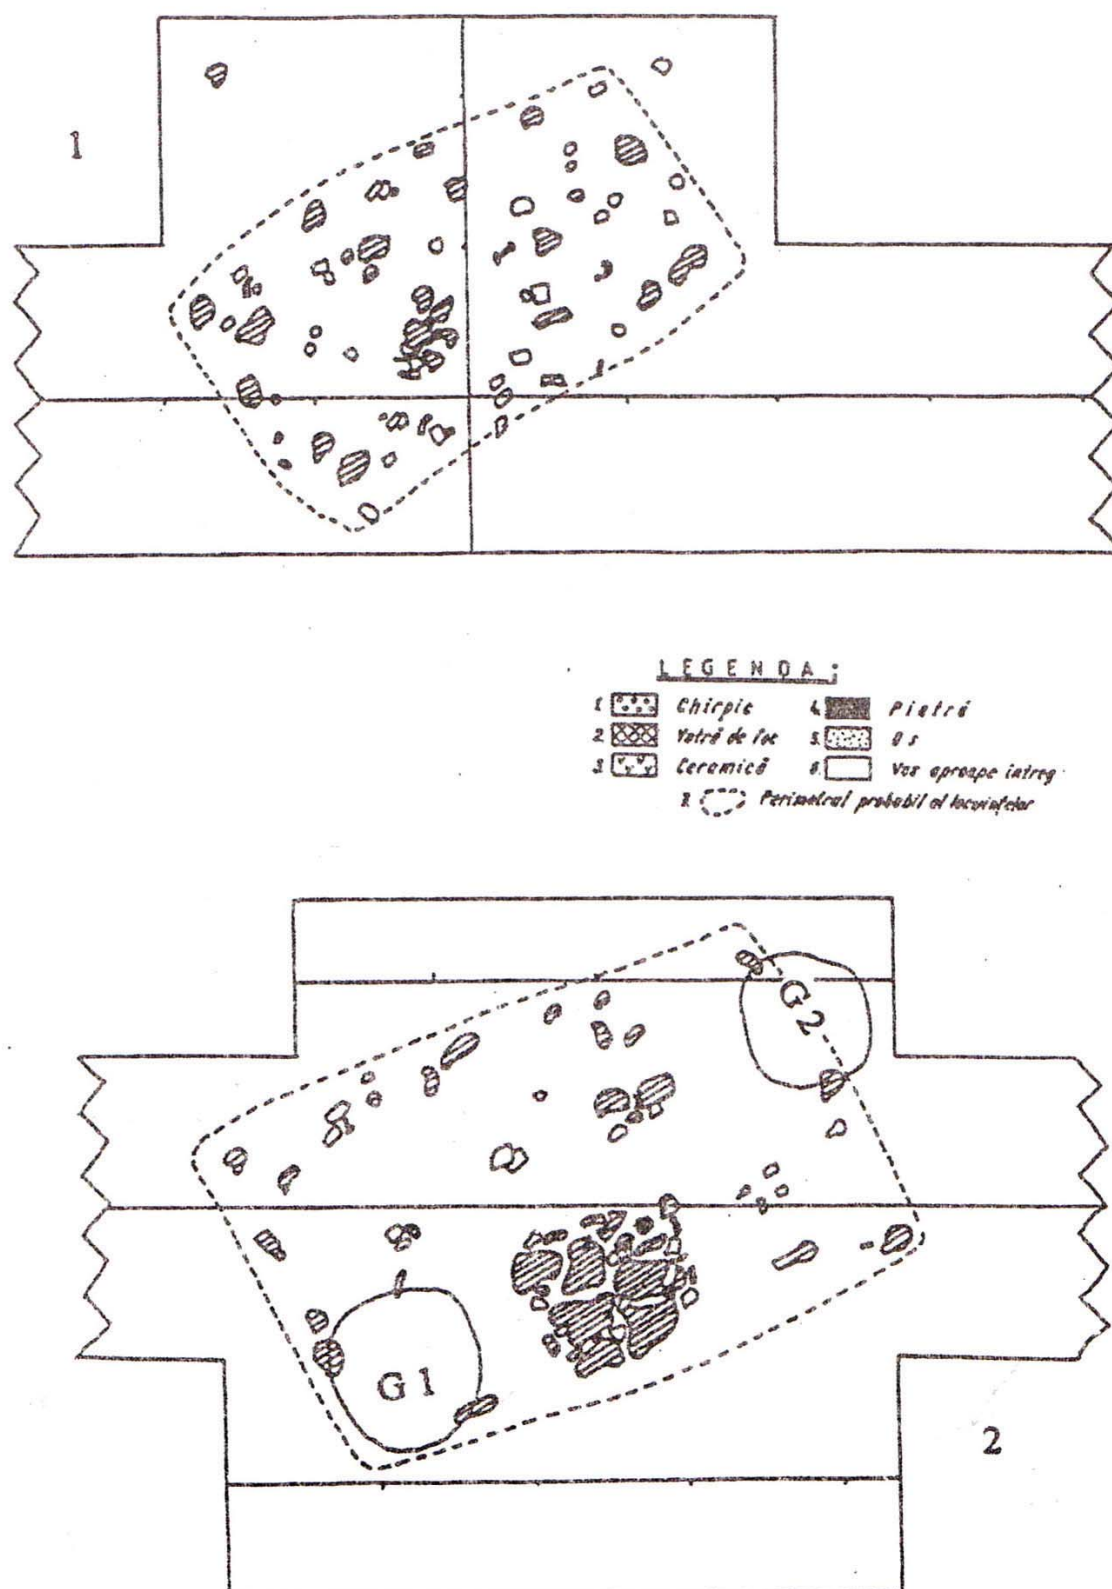 1
LEGENDA:
1. Chirpic 4. Piatră
2. Vatră de foc 5. Os
3. Ceramică 6. Vas aproape intreg
7. Perimetrul probabil al locuințelor
G2
G1
2